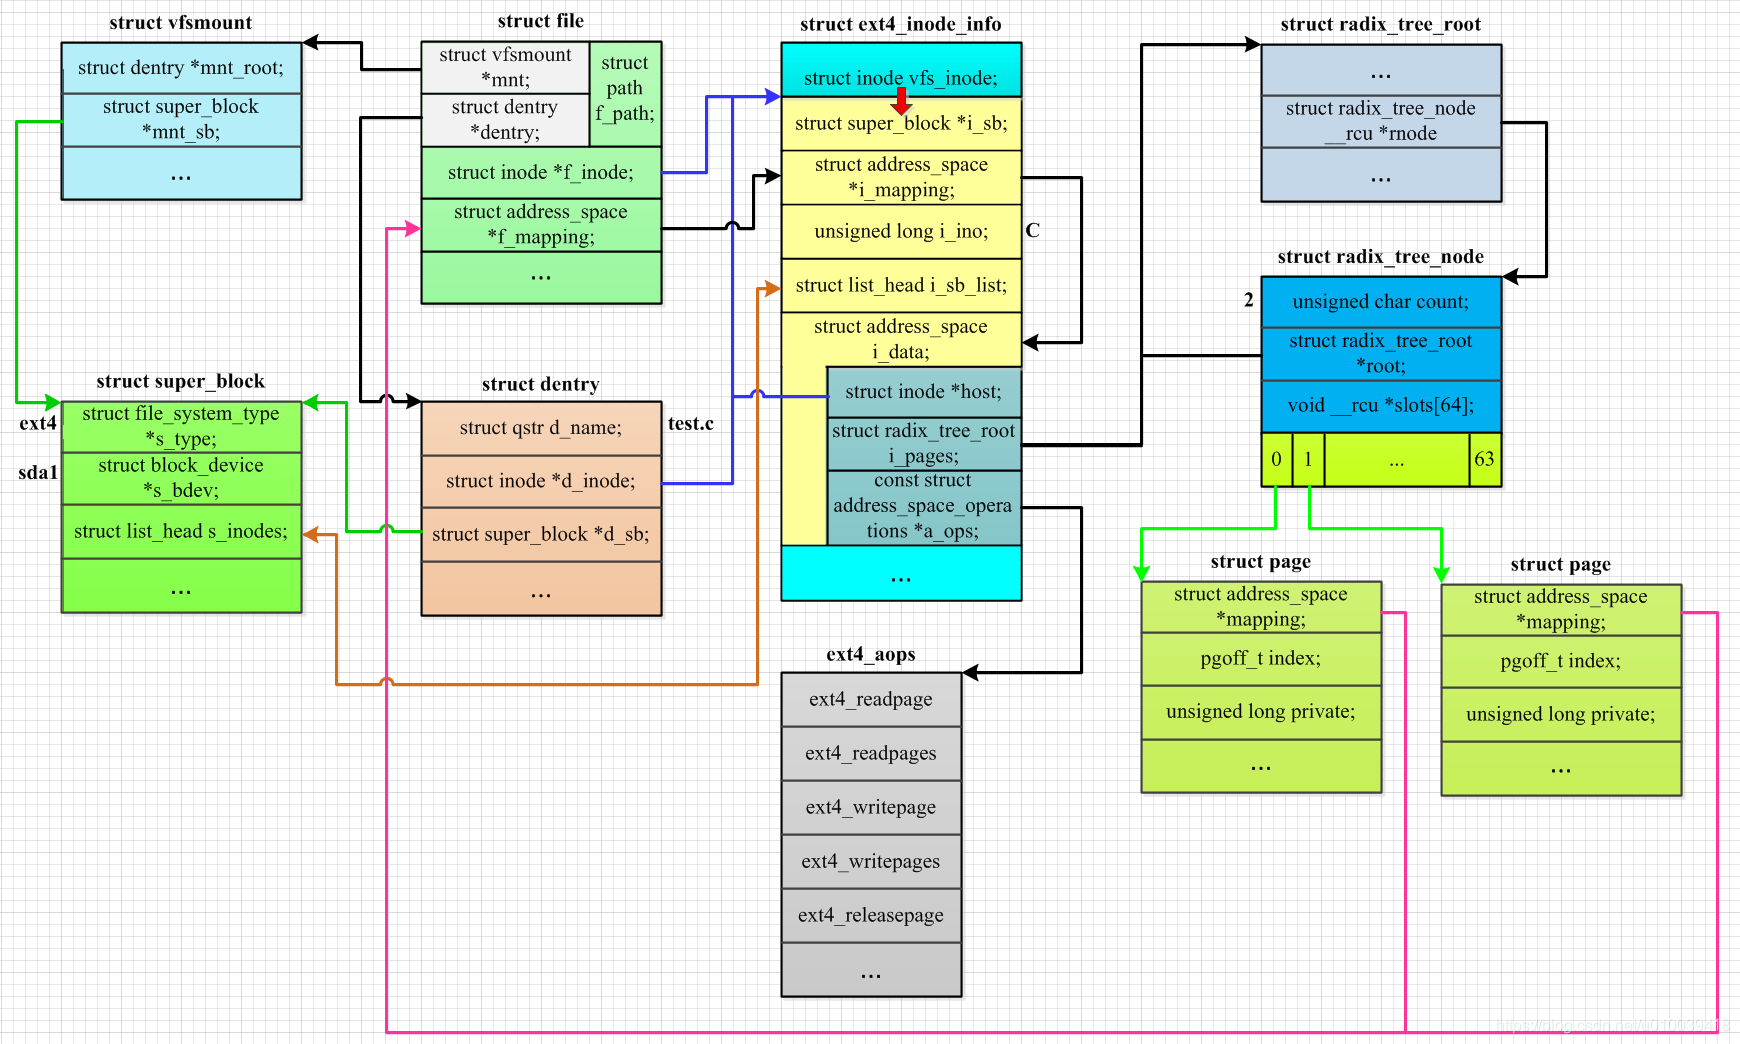 struct vfsmount
struct dentry *mnt_root;
struct super_block
*mnt_sb;
...
struct file
struct vfsmount
*mnt;
struct dentry
*dentry;
struct
path
f_path;
struct inode *f_inode;
struct address_space
*f_mapping;
...
struct ext4_inode_info
struct inode vfs_inode;
struct super_block *i_sb;
struct address_space
*i_mapping;
unsigned long i_ino;
C
struct list_head i_sb_list;
struct address_space
i_data;
struct inode *host;
struct radix_tree_root
i_pages;
const struct
address_space_opera
tions *a_ops;
...
struct radix_tree_root
...
struct radix_tree_node
__rcu *rnode
...
struct radix_tree_node
2
unsigned char count;
struct radix_tree_root
*root;
void __rcu *slots[64];
0
1
...
63
struct super_block
ext4
struct file_system_type
*s_type;
sda1
struct block_device
*s_bdev;
struct list_head s_inodes;
...
struct dentry
struct qstr d_name;
test.c
struct inode *d_inode;
struct super_block *d_sb;
...
ext4_aops
ext4_readpage
ext4_readpages
ext4_writepage
ext4_writepages
ext4_releasepage
...
struct page
struct address_space
*mapping;
pgoff_t index;
unsigned long private;
...
struct page
struct address_space
*mapping;
pgoff_t index;
unsigned long private;
...